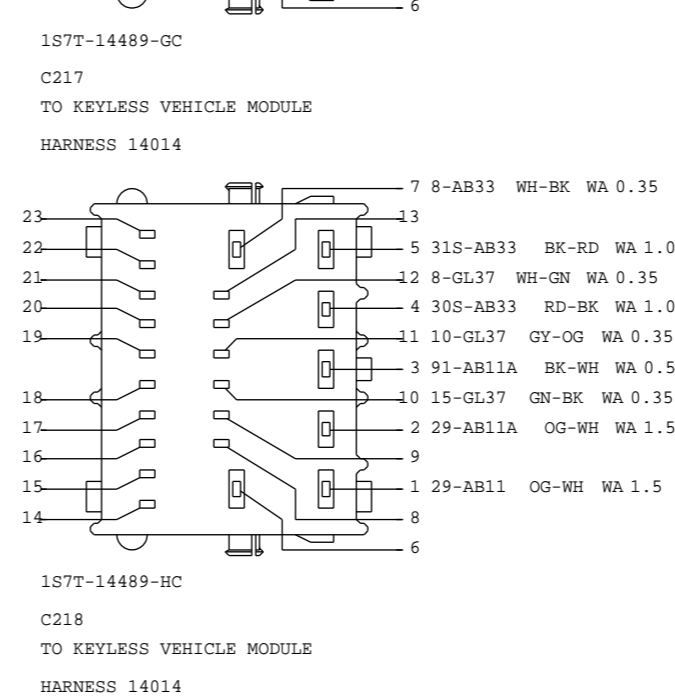 6
1S7T-14489-GC
C217
TO KEYLESS VEHICLE MODULE
HARNESS 14014
7 8-AB33 WH-BK WA 0.35
23 13
22 5 31S-AB33 BK-RD WA 1.0
21 12 8-GL37 WH-GN WA 0.35
20 4 30S-AB33 RD-BK WA 1.0
19 11 10-GL37 GY-OG WA 0.35
3 91-AB11A BK-WH WA 0.5
18 10 15-GL37 GN-BK WA 0.35
17 2 29-AB11A OG-WH WA 1.5
16 9
15 1 29-AB11 OG-WH WA 1.5
14 8
6
1S7T-14489-HC
C218
TO KEYLESS VEHICLE MODULE
HARNESS 14014